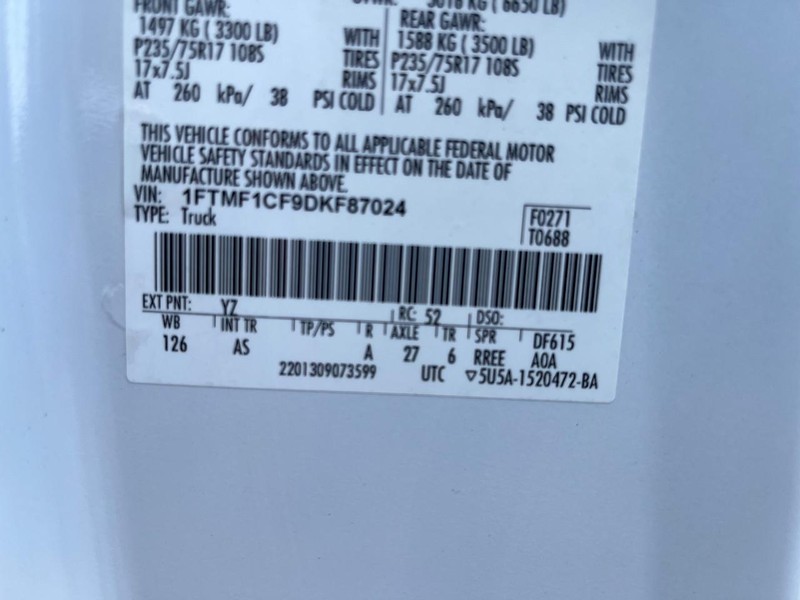 FRONT GAWR:
1497 KG ( 3300 LB) WITH
P235/75R17 108S TIRES
17x7.5J RIMS
AT 260 kPa/ 38 PSI COLD
3016 KG ( 6650 LB)
REAR GAWR:
1588 KG ( 3500 LB) WITH
P235/75R17 108S TIRES
17x7.5J RIMS
AT 260 kPa/ 38 PSI COLD
THIS VEHICLE CONFORMS TO ALL APPLICABLE FEDERAL MOTOR
VEHICLE SAFETY STANDARDS IN EFFECT ON THE DATE OF
MANUFACTURE SHOWN ABOVE.
VIN: 1FTMF1CF9DKF87024
TYPE: Truck
F0271
T0688
EXT PNT: YZ RC: 52 DSO:
WB INT TR TP/PS R AXLE TR SPR DF615
126 AS A 27 6 RREE A0A
2201309073599 UTC ▽5U5A-1520472-BA